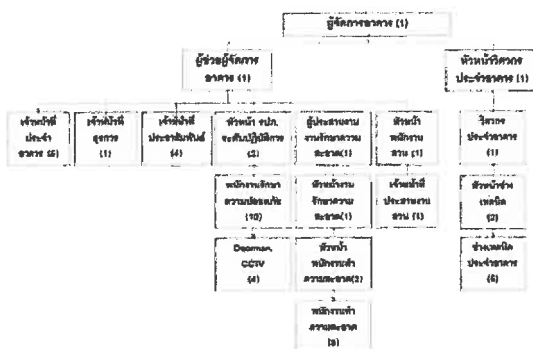 ผู้จัดการอาคาร (1)
ผู้ช่วยผู้จัดการ
อาคาร (1)
หัวหน้าวิศวกร
ประจำอาคาร (1)
เจ้าหน้าที่
ประจำ
อาคาร (5)
เจ้าหน้าที่
ธุรการ
(1)
เจ้าหน้าที่
ประชาสัมพันธ์
(4)
หัวหน้า รปภ.
ระดับปฏิบัติการ
(2)
ผู้ประสานงาน
งานรักษาความ
สะอาด(1)
หัวหน้า
พนักงาน
สวน (1)
วิศวกร
ประจำอาคาร
(1)
พนักงานรักษา
ความปลอดภัย
(10)
หัวหน้างาน
รักษาความ
สะอาด(1)
เจ้าหน้าที่
ประสานงาน
สวน (1)
หัวหน้าช่าง
เทคนิค
(2)
Doorman,
CCTV
(4)
หัวหน้า
พนักงานทำ
ความสะอาด(2)
ช่างเทคนิค
ประจำอาคาร
พนักงานทำ
ความสะอาด